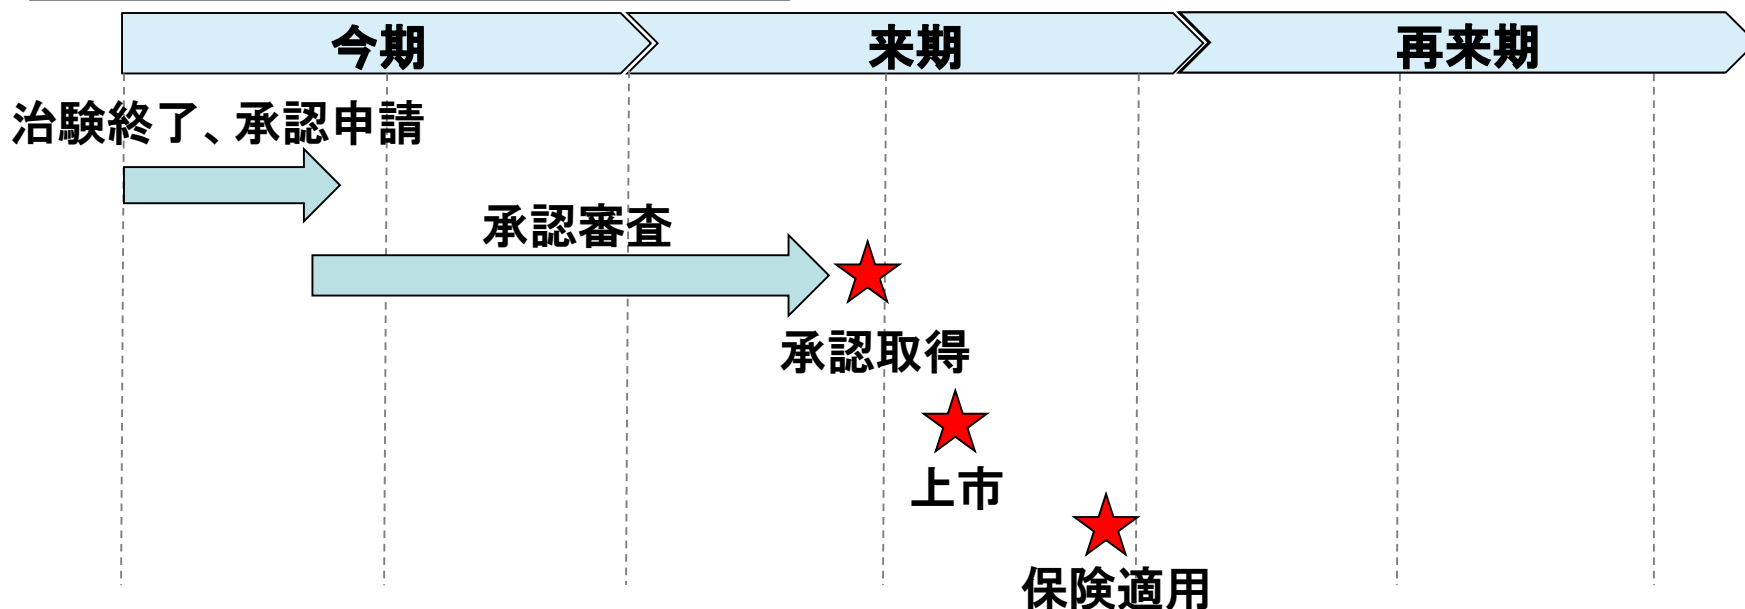 今期
来期
再来期
治験終了、承認申請
承認審査
承認取得
上市
保険適用